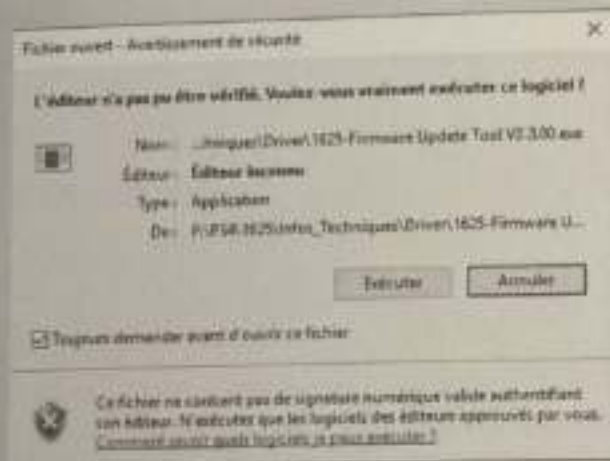 Fichier ouvert - Avertissement de sécurité
L'éditeur n'a pas pu être vérifié. Voulez-vous vraiment exécuter ce logiciel ?
Nom : Driver\1625-Firmware Update Tool V2.3.00.exe
Éditeur : Éditeur inconnu
Type : Application
De : Infos_Techniques\Driver\1625-Firmware U...
Exécuter
Annuler
Toujours demander avant d'ouvrir ce fichier
Ce fichier ne contient pas de signature numérique valide authentifiant
son éditeur. N'exécutez que les logiciels des éditeurs approuvés par vous.
Comment savoir quels logiciels je peux exécuter ?